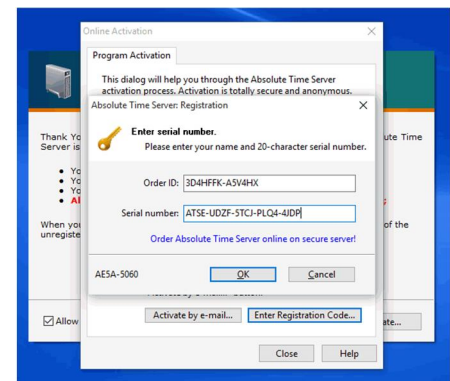 Online Activation
Program Activation
This dialog will help you through the Absolute Time Server
activation process. Activation is totally secure and anonymous.
Absolute Time Server: Registration
Enter serial number.
Please enter your name and 20-character serial number.
Order ID: 3D4HFFK-A5V4HX
Serial number: ATSE-UDZF-5TCJ-PLQ4-4JDP
Order Absolute Time Server online on secure server!
AE5A-5060
OK
Cancel
Thank
Server is
Time
When
unregiste
of the
Activate by e-mail...
Enter Registration Code...
Allow
Close
Help